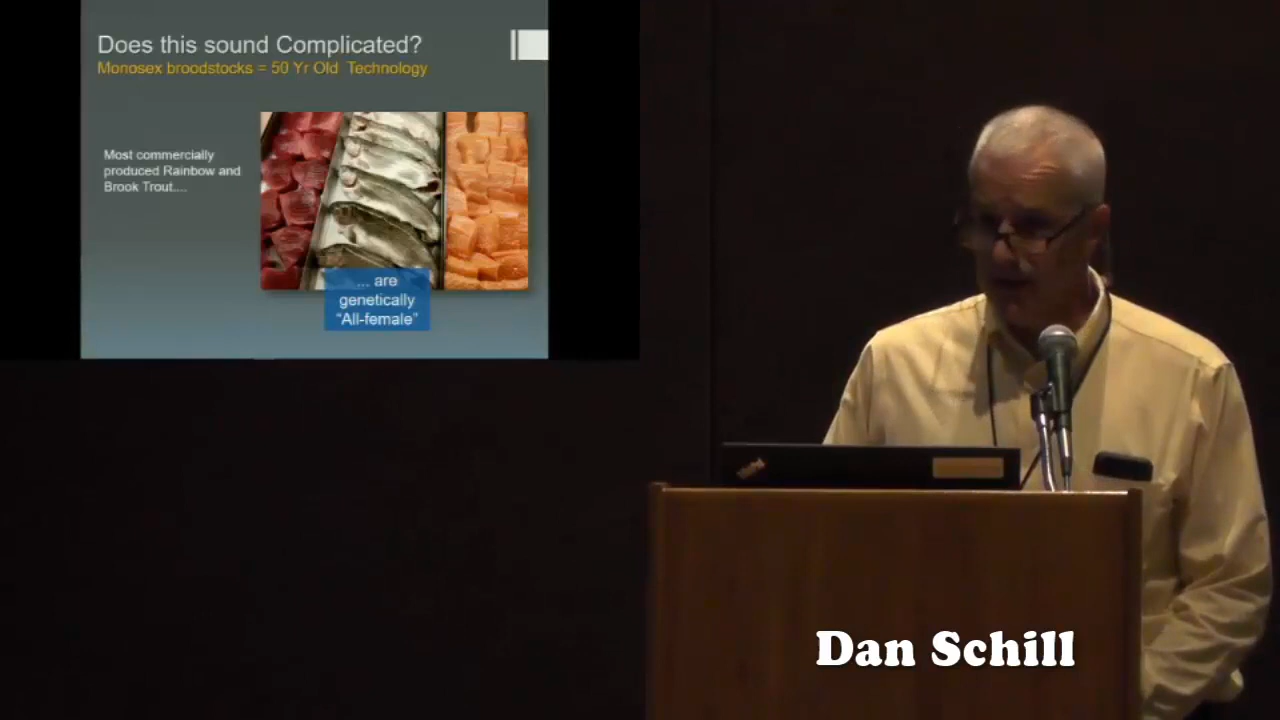 Does this sound Complicated?
Monosex broodstocks = 50 Yr Old Technology
Most commercially
produced Rainbow and
Brook Trout....
... are
genetically
“All-female”
Dan Schill